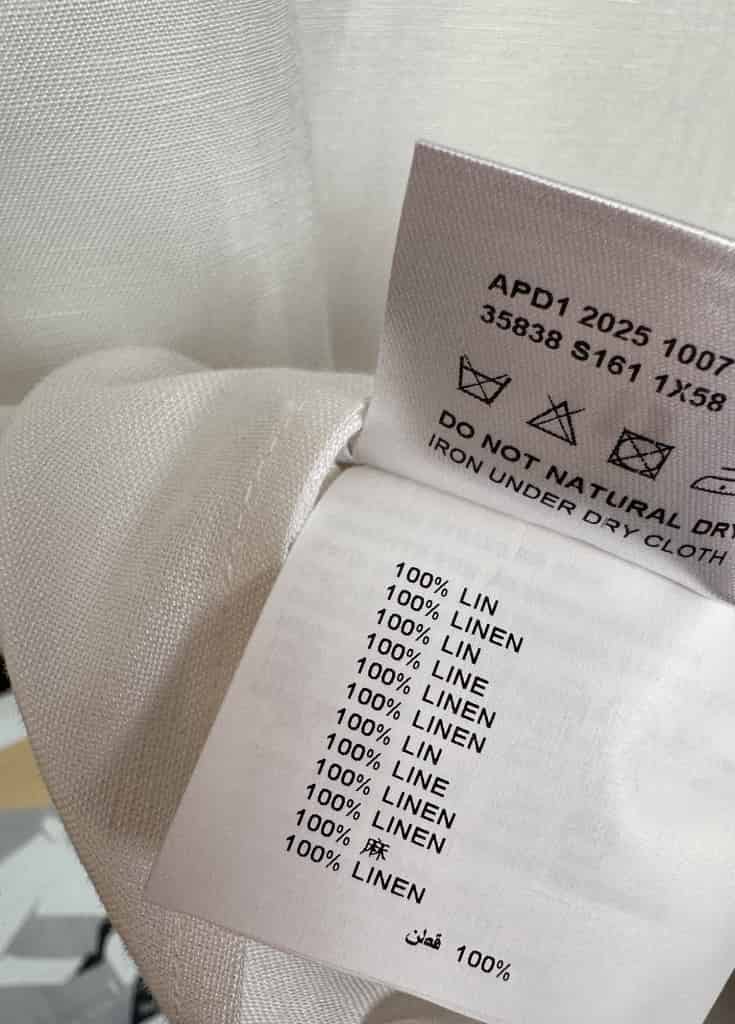 APD1 2025 1007
35838 S161 1X58
DO NOT NATURAL DRY
IRON UNDER DRY CLOTH
100% LIN
100% LINEN
100% LIN
100% LINE
100% LINEN
100% LINEN
100% LIN
100% LINE
100% LINEN
100% LINEN
100% 麻
100% LINEN
100%